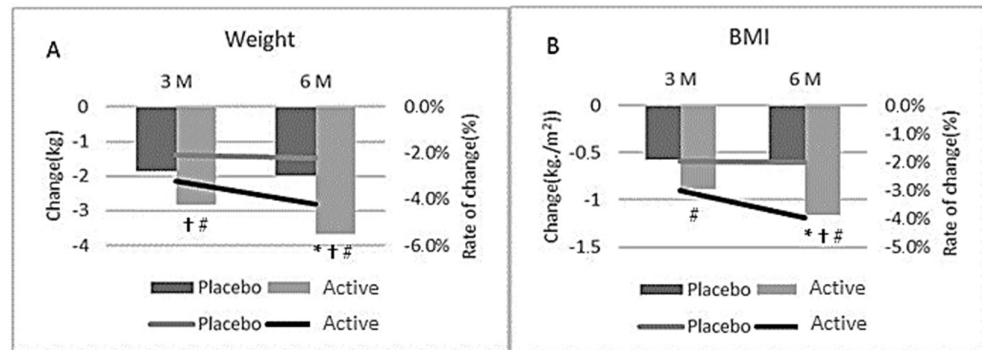 A
Weight
3 M
6 M
0
-1
-2
-3
-4
Change(kg)
0.0%
-2.0%
-4.0%
-6.0%
Rate of change(%)
† #
* † #
Placebo Active
Placebo Active
B
BMI
3 M
6 M
0
-0.5
-1
-1.5
Change(kg./m²))
0.0%
-1.0%
-2.0%
-3.0%
-4.0%
-5.0%
Rate of change(%)
#
* † #
Placebo Active
Placebo Active